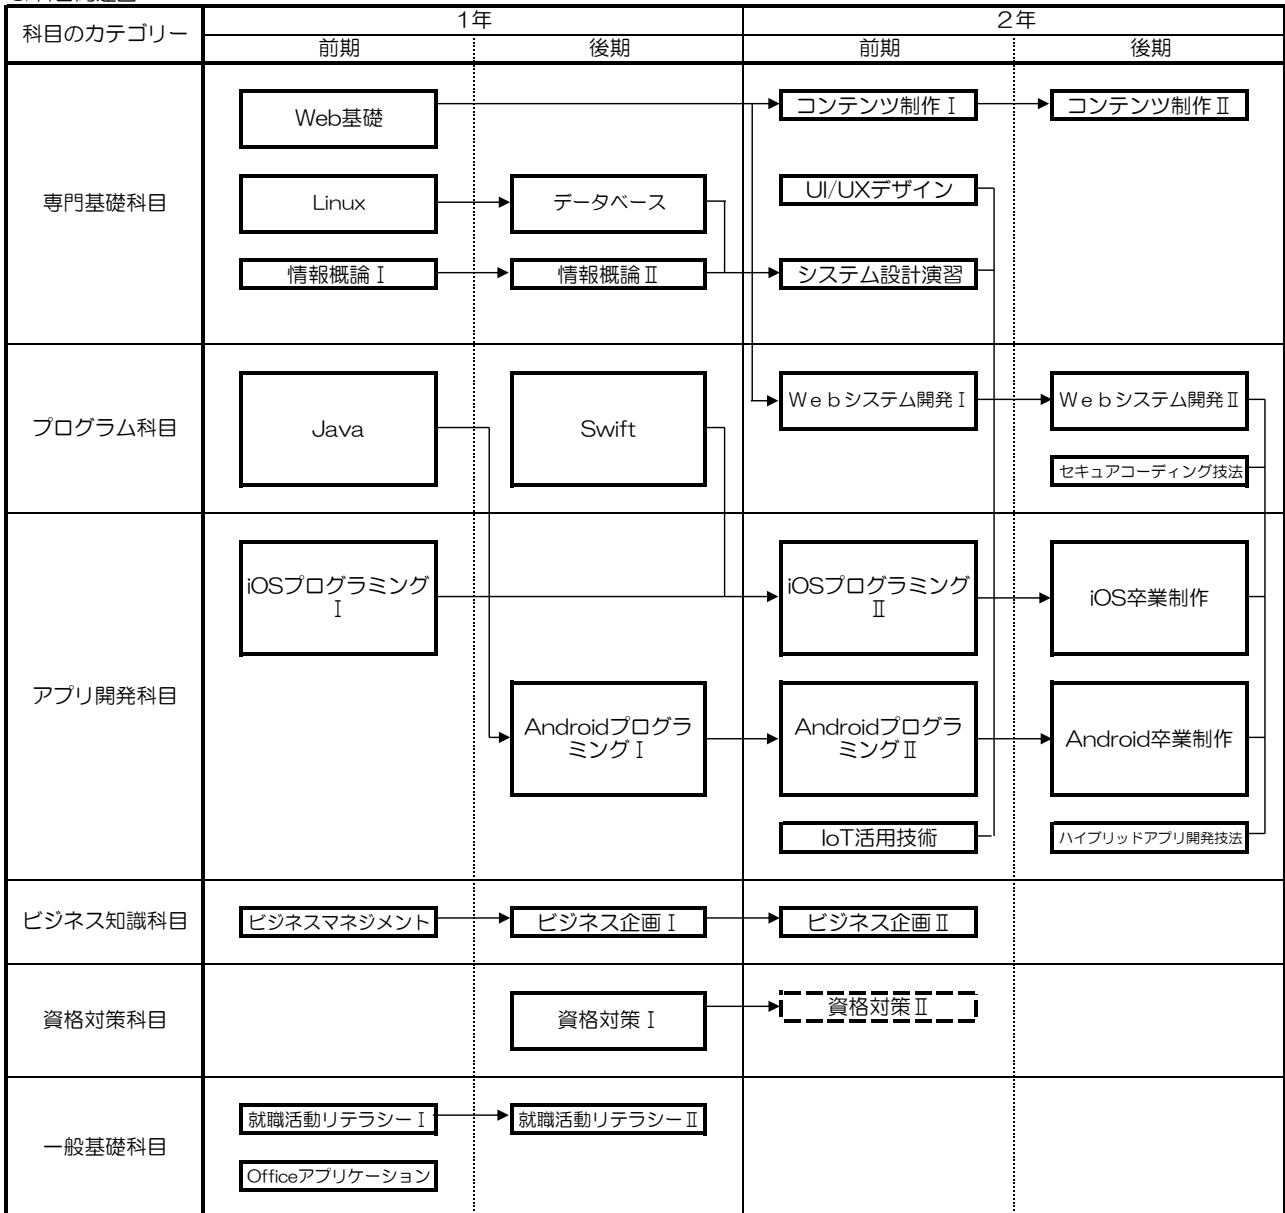 科目のカテゴリー
1年
2年
前期
後期
前期
後期
専門基礎科目
Web基礎
コンテンツ制作Ⅰ
コンテンツ制作Ⅱ
Linux
データベース
UI/UXデザイン
情報概論Ⅰ
情報概論Ⅱ
システム設計演習
プログラム科目
Java
Swift
Ｗｅｂシステム開発Ⅰ
Ｗｅｂシステム開発Ⅱ
セキュアコーディング技法
アプリ開発科目
iOSプログラミング
Ⅰ
iOSプログラミング
Ⅱ
iOS卒業制作
Androidプログラ
ミングⅠ
Androidプログラ
ミングⅡ
Android卒業制作
IoT活用技術
ハイブリッドアプリ開発技法
ビジネス知識科目
ビジネスマネジメント
ビジネス企画Ⅰ
ビジネス企画Ⅱ
資格対策科目
資格対策Ⅰ
資格対策Ⅱ
一般基礎科目
就職活動リテラシーⅠ
就職活動リテラシーⅡ
Officeアプリケーション